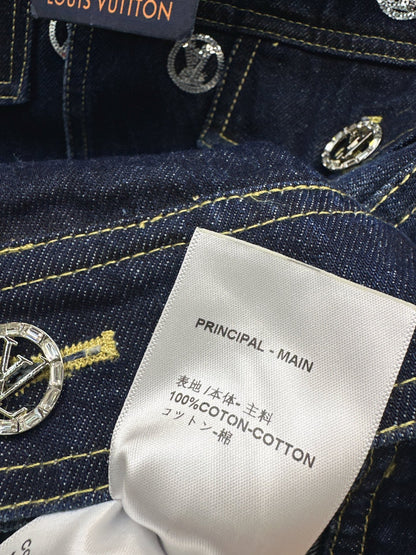 LOUIS VUITTON
PRINCIPAL - MAIN
表地 /本体- 主料
100%COTON-COTTON
コットン-棉